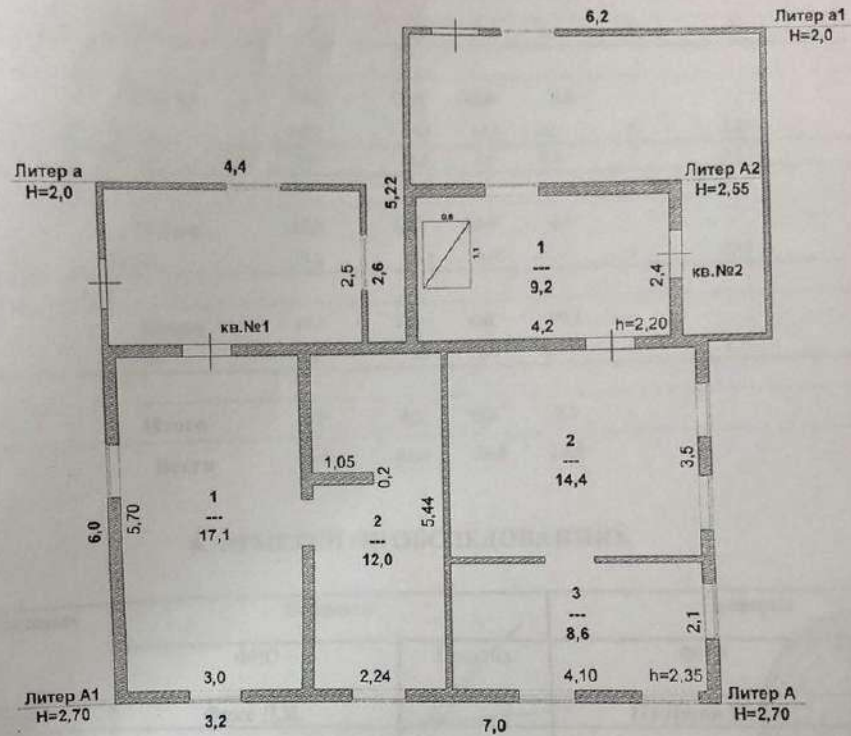 6,2
Литер а1
Н=2,0
Литер а
Н=2,0
4,4
5,22
Литер А2
Н=2,55
0,8
1,1
1
---
9,2
2,5
2,6
2,4
кв.№2
кв.№1
4,2
h=2,20
1,05
0,2
2
---
14,4
3,5
6,0
5,70
1
---
17,1
2
---
12,0
5,44
3
---
8,6
2,1
3,0
2,24
4,10
h=2,35
Литер А1
Н=2,70
3,2
7,0
Литер А
Н=2,70